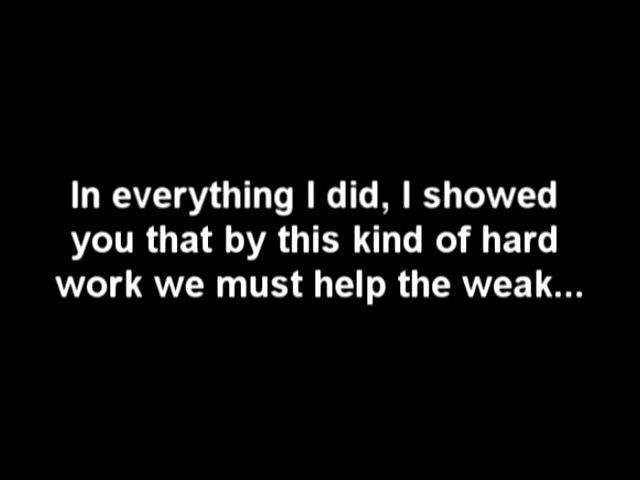 In everything I did, I showed
you that by this kind of hard
work we must help the weak...